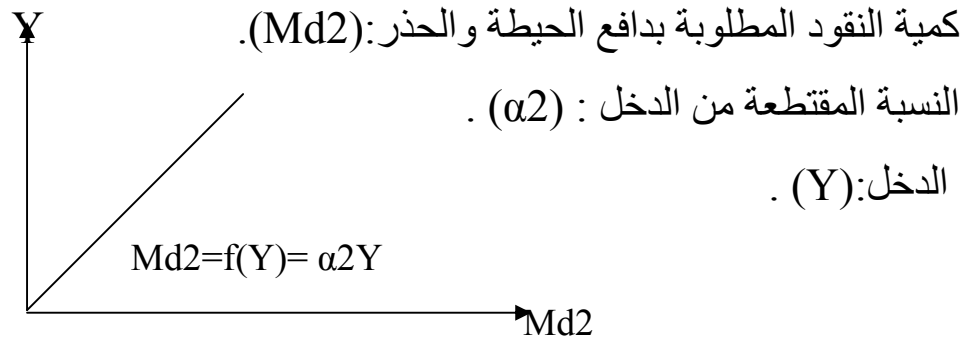 Y
كمية النقود المطلوبة بدافع الحيطة والحذر:(Md2).
النسبة المقتطعة من الدخل : (α2) .
الدخل:(Y) .
Md2=f(Y)= α2Y
Md2